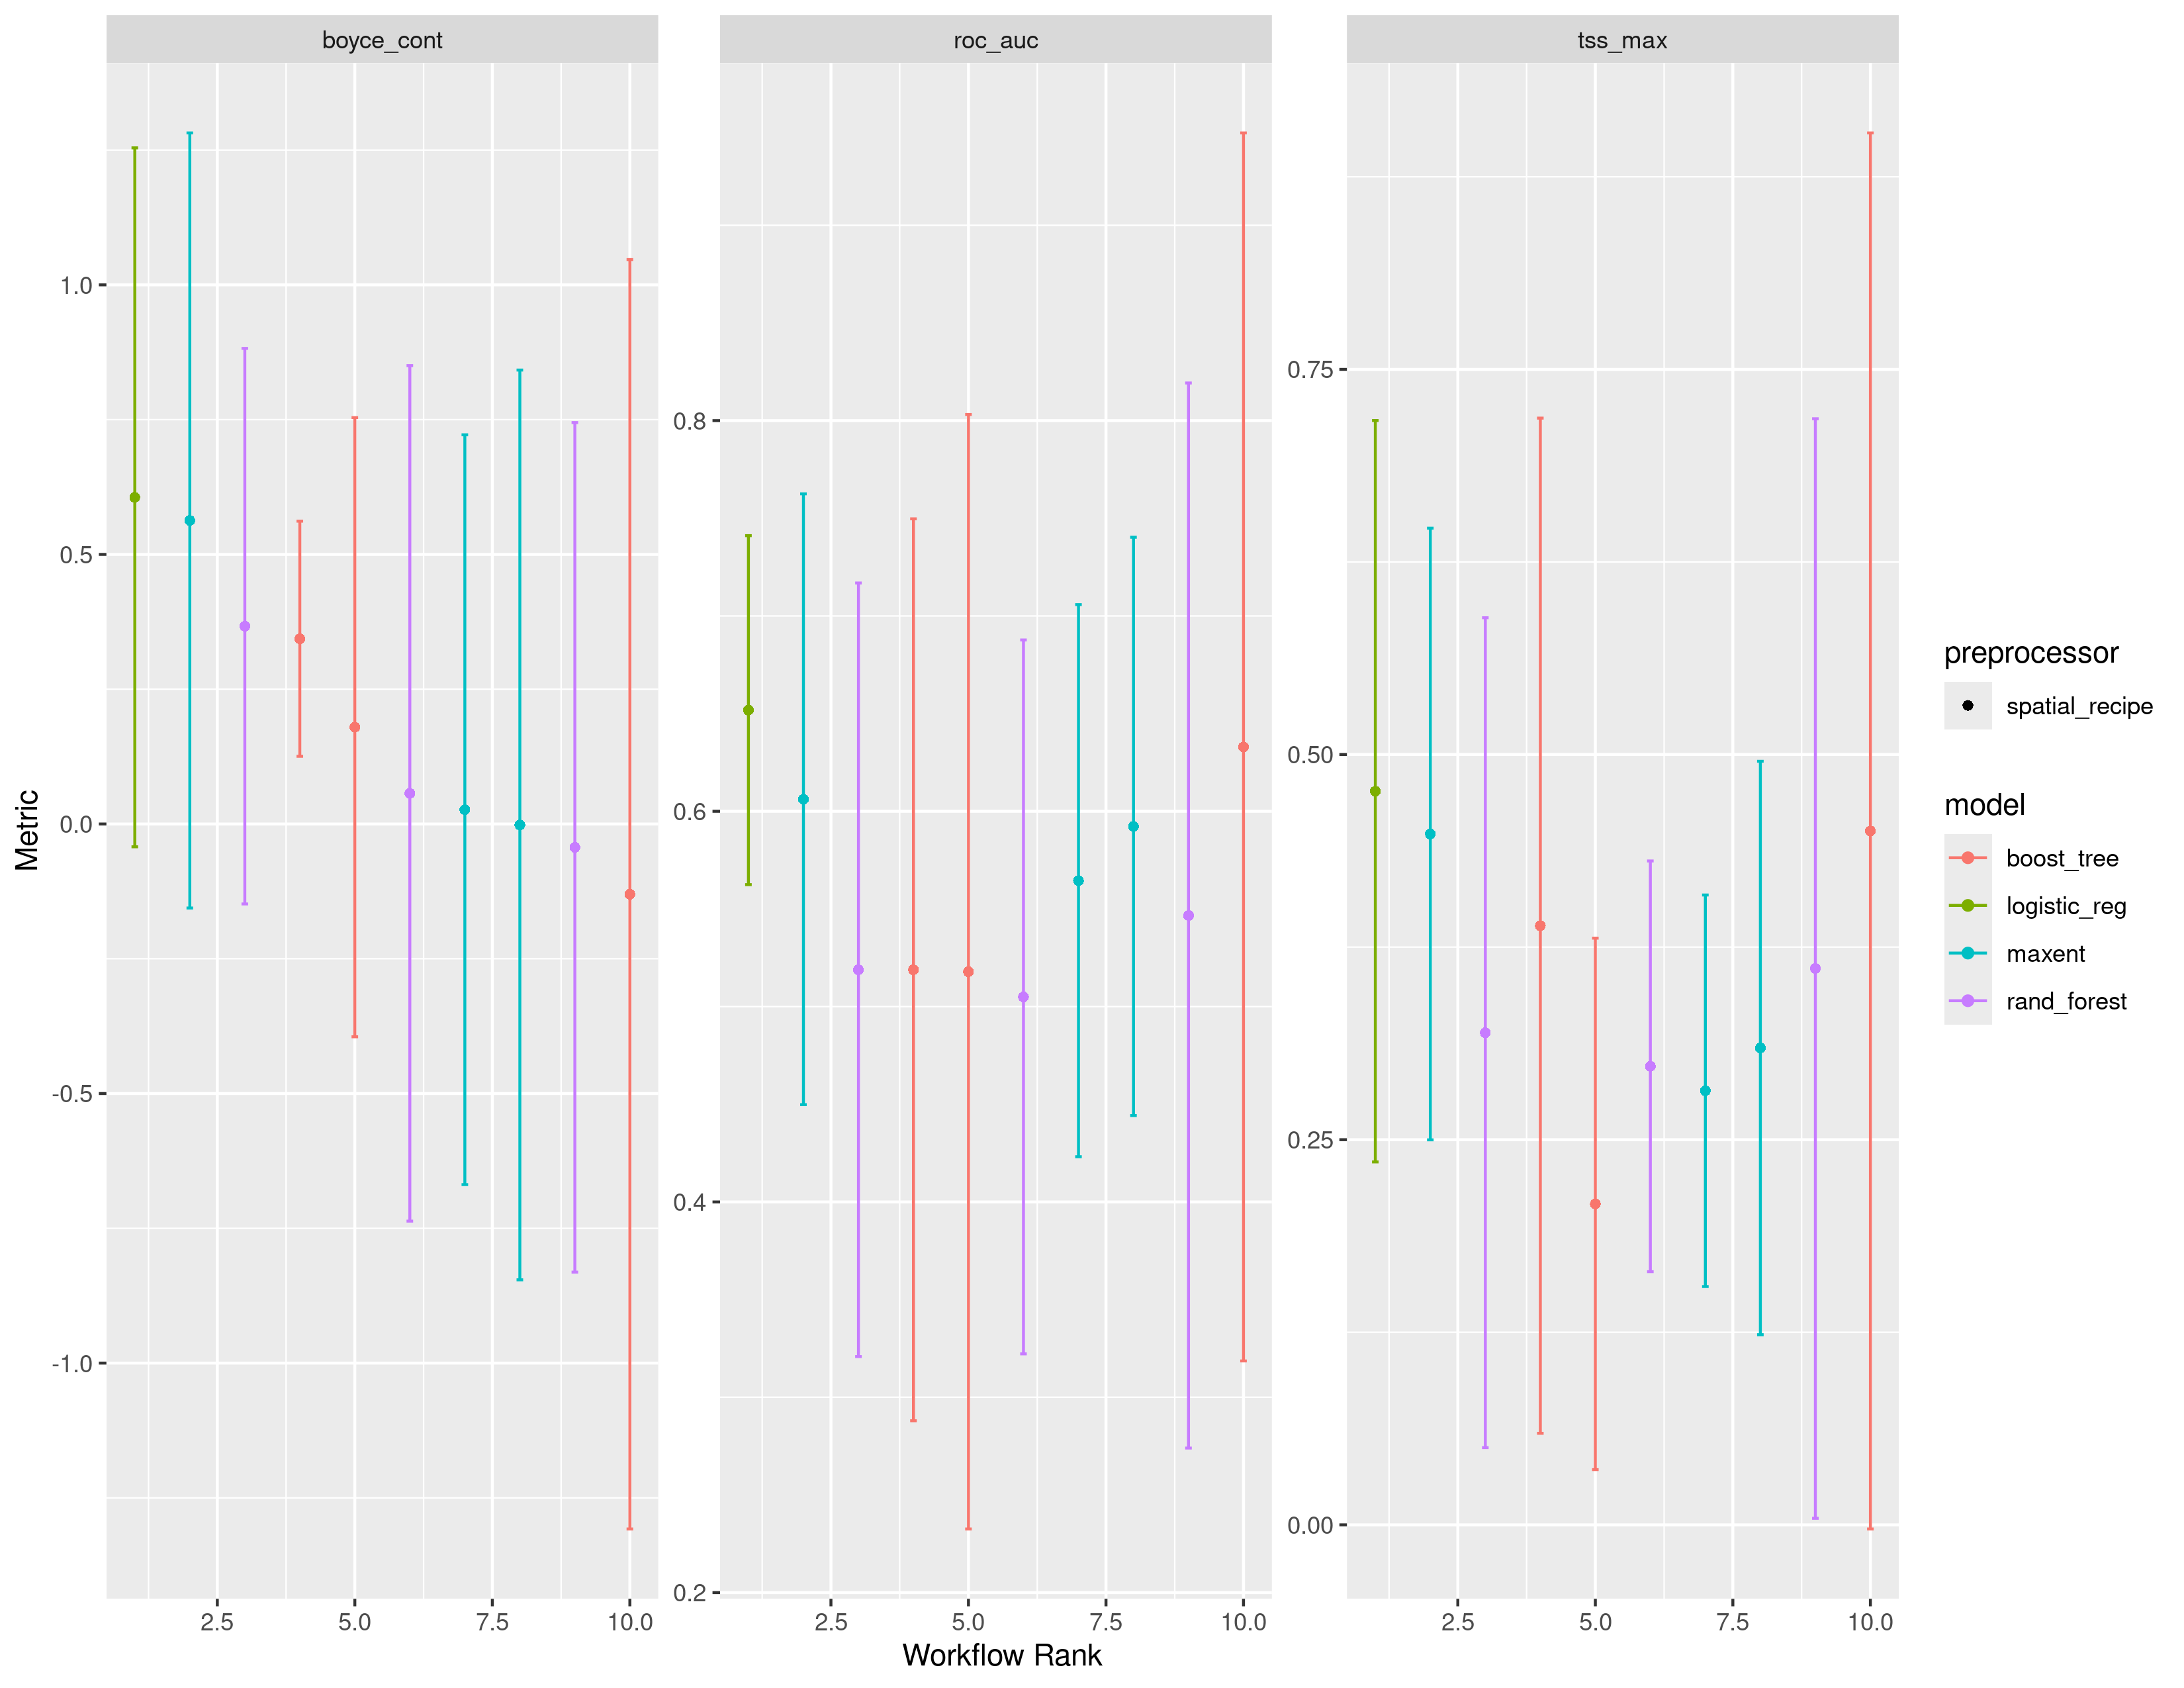 boyce_cont
roc_auc
tss_max
Metric
1.0
0.5
0.0
-0.5
-1.0
0.8
0.6
0.4
0.2
0.75
0.50
0.25
0.00
2.5 5.0 7.5 10.0
2.5 5.0 7.5 10.0
2.5 5.0 7.5 10.0
Workflow Rank
preprocessor
spatial_recipe
model
boost_tree
logistic_reg
maxent
rand_forest